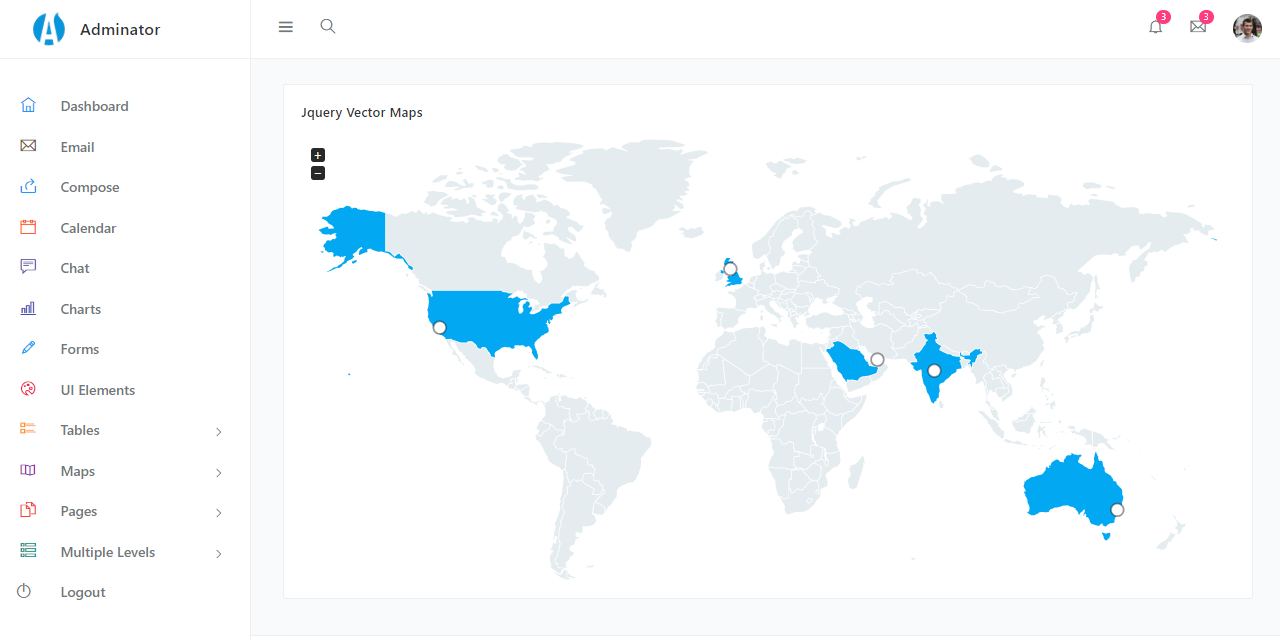 Adminator
3
3
Dashboard
Email
Compose
Calendar
Chat
Charts
Forms
UI Elements
Tables
Maps
Pages
Multiple Levels
Logout
Jquery Vector Maps
+
−